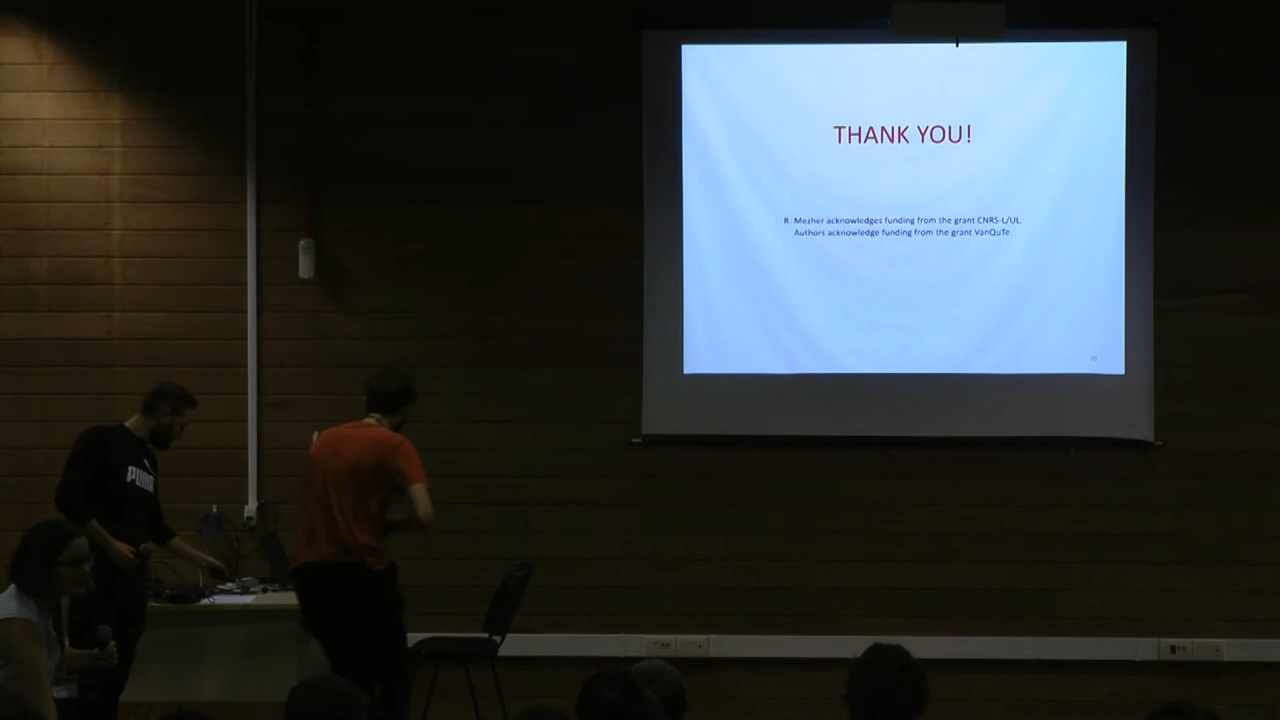 THANK YOU!
R. Mezher acknowledges funding from the grant CNRS-L/UL.
Authors acknowledge funding from the grant VanQuTe.
PUMA